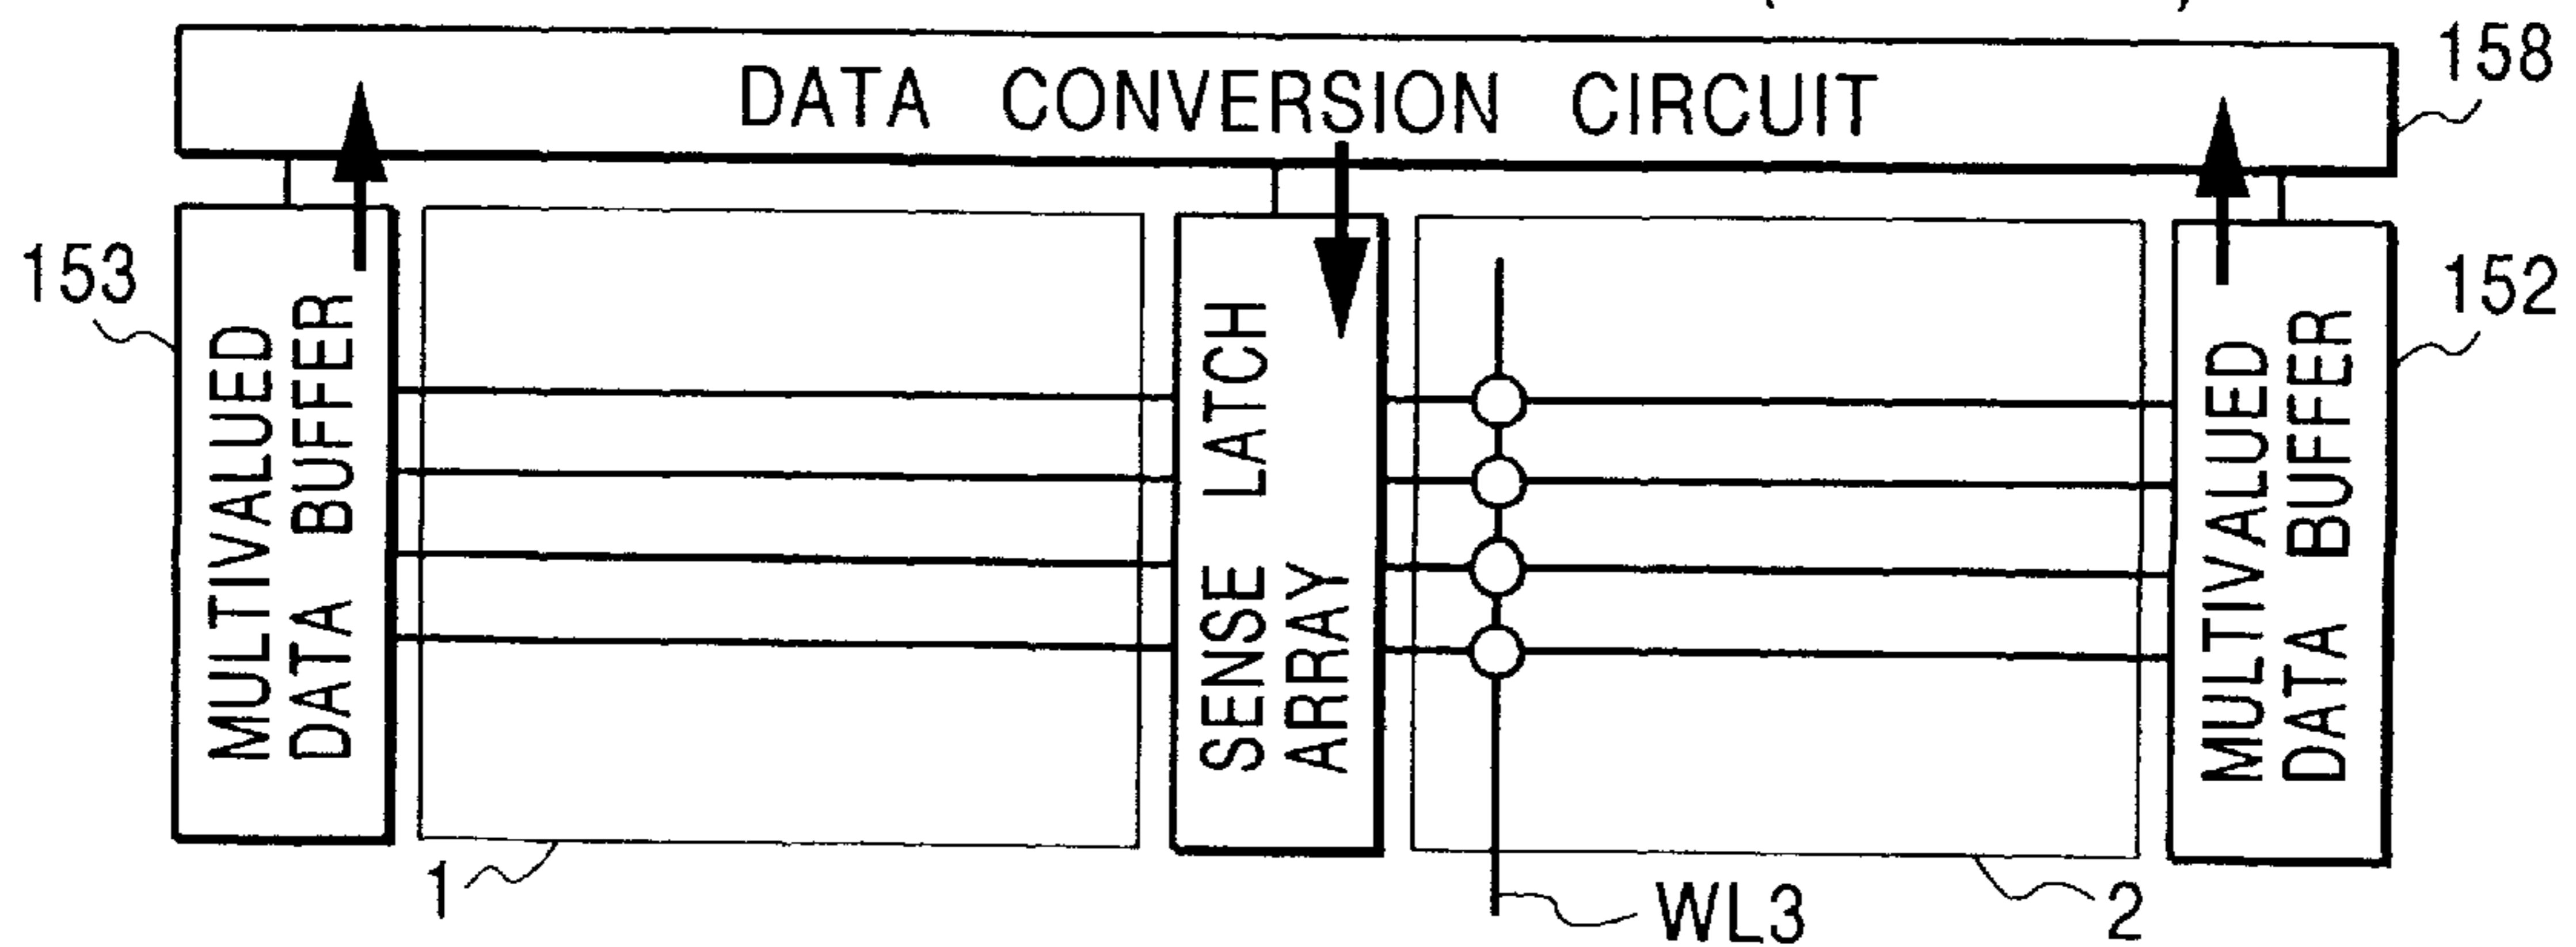 DATA CONVERSION CIRCUIT
158
153
MULTIVALUED
DATA BUFFER
SENSE LATCH
ARRAY
MULTIVALUED
DATA BUFFER
152
1
WL3
2